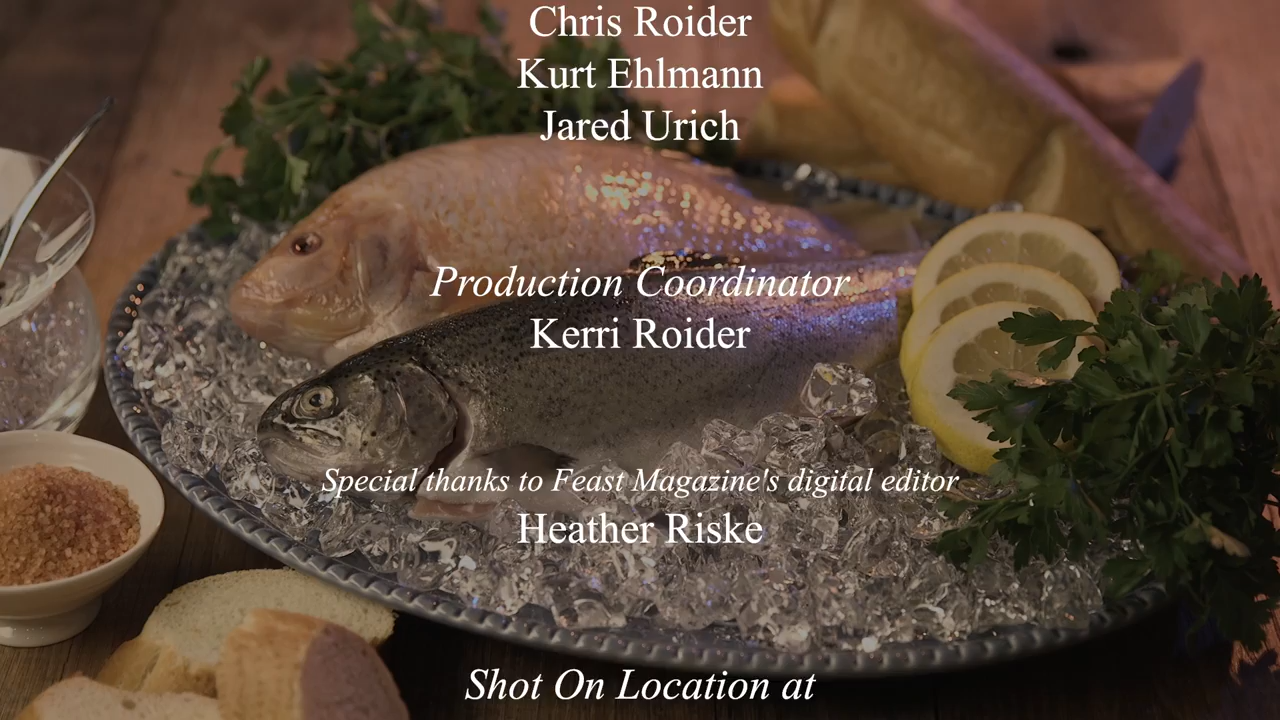 Chris Roider
Kurt Ehlmann
Jared Urich
Production Coordinator
Kerri Roider
Special thanks to Feast Magazine's digital editor
Heather Riske
Shot On Location at